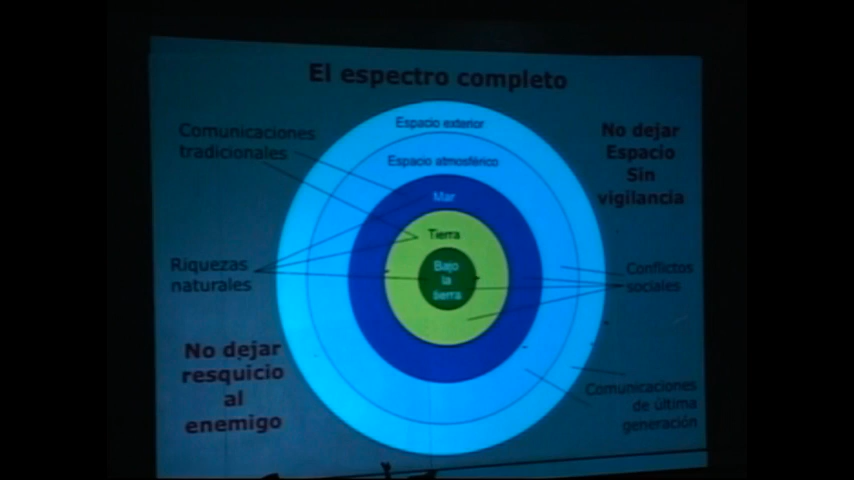 El espectro completo
Espacio exterior
Comunicaciones
tradicionales
No dejar
Espacio
Sin
vigilancia
Espacio atmosférico
Mar
Tierra
Bajo
la
tierra
Riquezas
naturales
Conflictos
sociales
No dejar
resquicio
al
enemigo
Comunicaciones
de última
generación